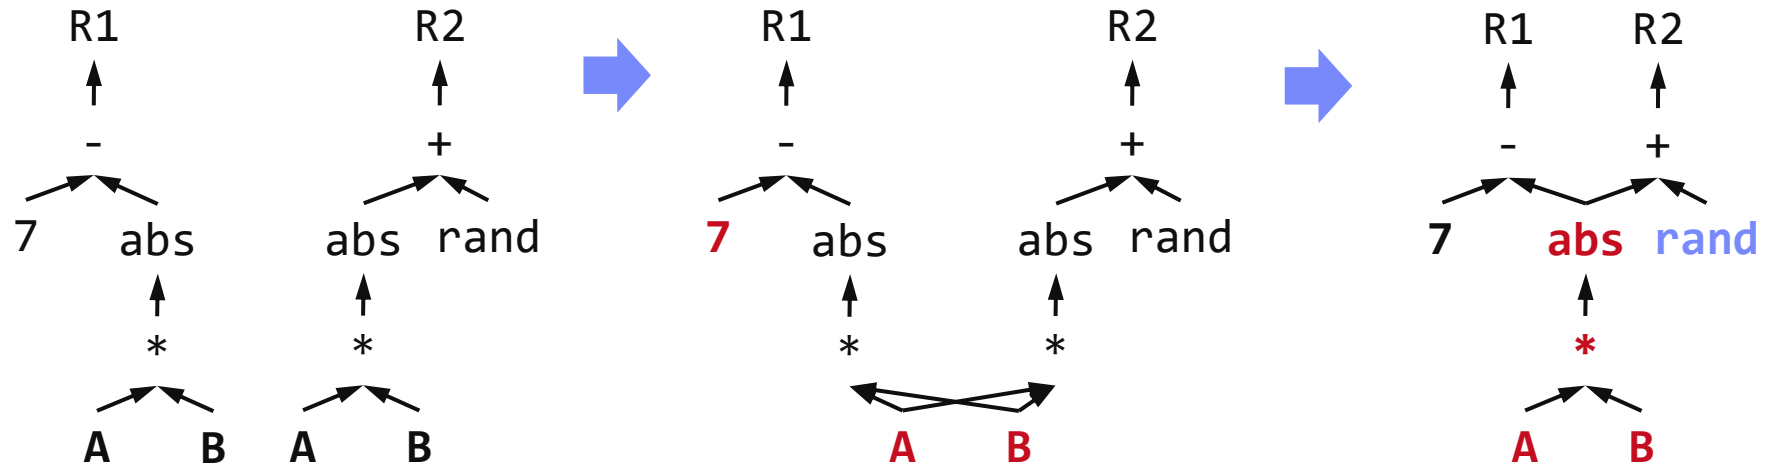 R1 R2 R1 R2 R1 R2
- + - + - +
7 abs abs rand 7 abs abs rand 7 abs rand
* * * * *
A B A B A B A B